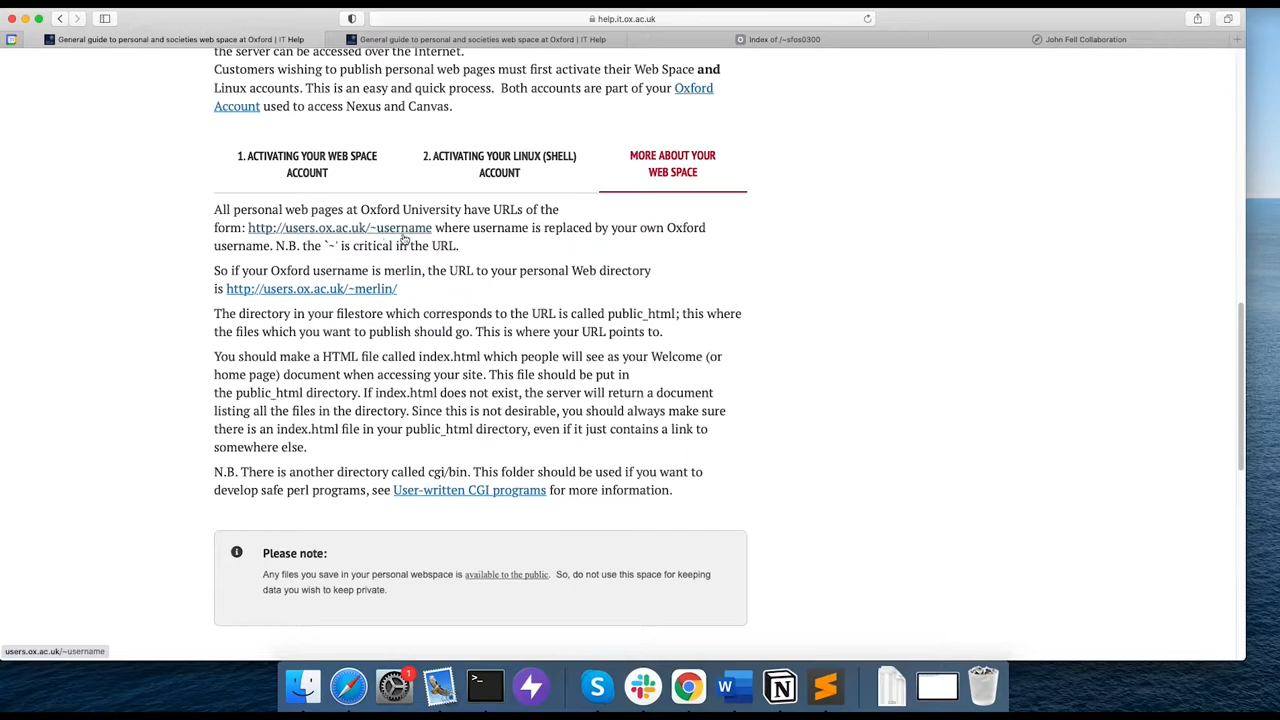 help.it.ox.ac.uk
General guide to personal and societies web space at Oxford | IT Help
General guide to personal and societies web space at Oxford | IT Help
Index of /~sfos0300
John Fell Collaboration
the server can be accessed over the Internet.
Customers wishing to publish personal web pages must first activate their Web Space and
Linux accounts. This is an easy and quick process.  Both accounts are part of your Oxford
Account used to access Nexus and Canvas.
1. ACTIVATING YOUR WEB SPACE
ACCOUNT
2. ACTIVATING YOUR LINUX (SHELL)
ACCOUNT
MORE ABOUT YOUR
WEB SPACE
All personal web pages at Oxford University have URLs of the
form: http://users.ox.ac.uk/~username where username is replaced by your own Oxford
username. N.B. the `~' is critical in the URL.
So if your Oxford username is merlin, the URL to your personal Web directory
is http://users.ox.ac.uk/~merlin/
The directory in your filestore which corresponds to the URL is called public_html; this where
the files which you want to publish should go. This is where your URL points to.
You should make a HTML file called index.html which people will see as your Welcome (or
home page) document when accessing your site. This file should be put in
the public_html directory. If index.html does not exist, the server will return a document
listing all the files in the directory. Since this is not desirable, you should always make sure
there is an index.html file in your public_html directory, even if it just contains a link to
somewhere else.
N.B. There is another directory called cgi/bin. This folder should be used if you want to
develop safe perl programs, see User-written CGI programs for more information.
Please note:
Any files you save in your personal webspace is available to the public.  So, do not use this space for keeping
data you wish to keep private.
users.ox.ac.uk/~username
1